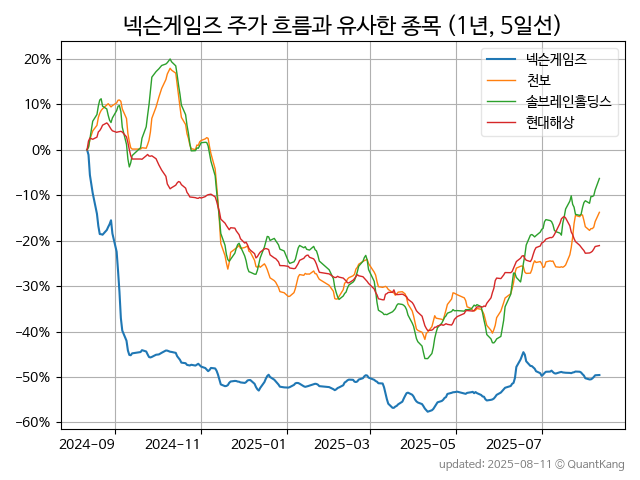 넥슨게임즈 주가 흐름과 유사한 종목 (1년, 5일선)
넥슨게임즈
천보
솔브레인홀딩스
현대해상
20%
10%
0%
−10%
−20%
−30%
−40%
−50%
−60%
2024−09
2024−11
2025−01
2025−03
2025−05
2025−07
updated: 2025-08-11 © QuantKang